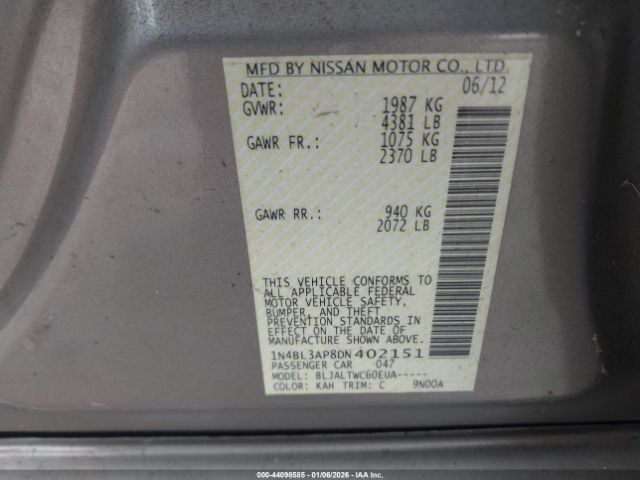 MFD BY NISSAN MOTOR CO., LTD.
DATE: 06/12
GVWR: 1987 KG
4381 LB
GAWR FR.: 1075 KG
2370 LB
GAWR RR.: 940 KG
2072 LB
THIS VEHICLE CONFORMS TO
ALL APPLICABLE FEDERAL
MOTOR VEHICLE SAFETY,
BUMPER, AND THEFT
PREVENTION STANDARDS IN
EFFECT ON THE DATE OF
MANUFACTURE SHOWN ABOVE.
1N4BL3AP8DN402151
PASSENGER CAR 047
MODEL: BLJALTWC60EUA-----
COLOR: KAH TRIM: C 9N00A
000-44098585 | 01/06/2026 - IAA Inc.